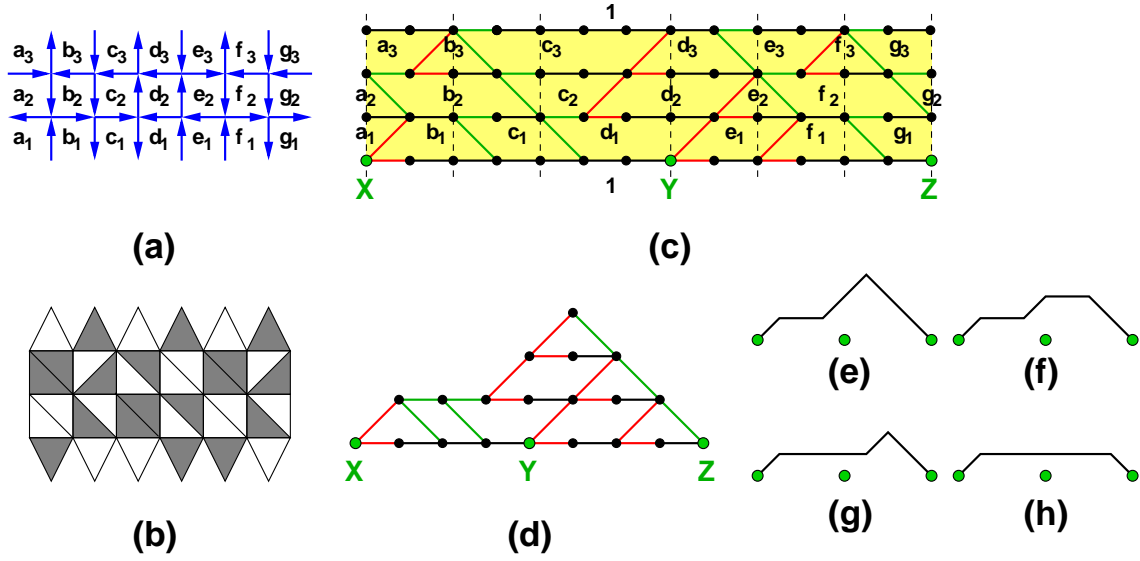 a3 b3 c3 d3 e3 f3 g3
a2 b2 c2 d2 e2 f2 g2
a1 b1 c1 d1 e1 f1 g1
(a)
1
a3 b3 c3 d3 e3 f3 g3
a2 b2 c2 d2 e2 f2 g2
a1 b1 c1 d1 e1 f1 g1
X 1 Y Z
(c)
(b)
X Y Z
(d)
(e) (f)
(g) (h)